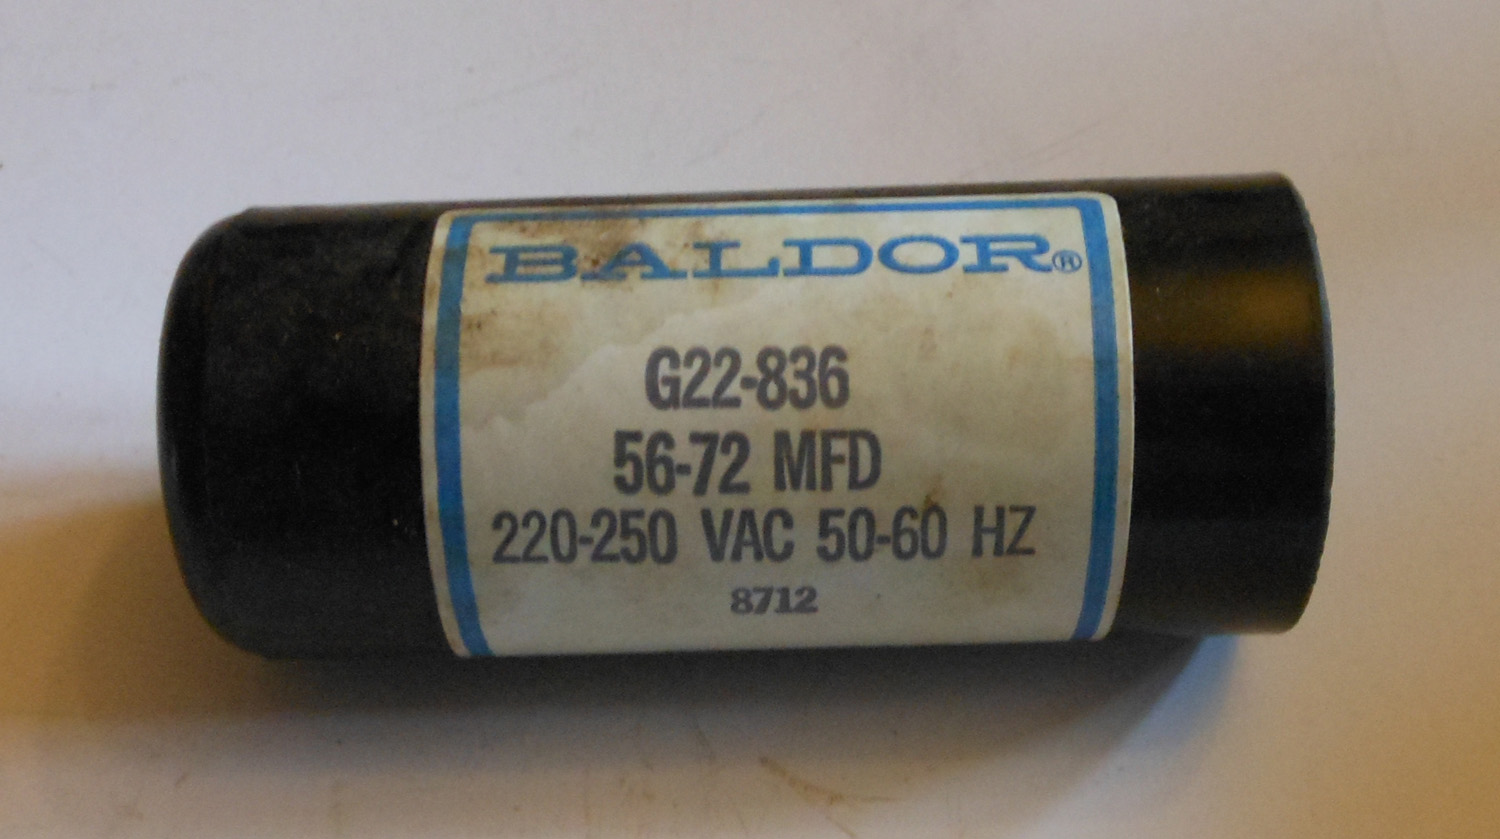 BALDOR®
G22-836
56-72 MFD
220-250 VAC 50-60 HZ
8712